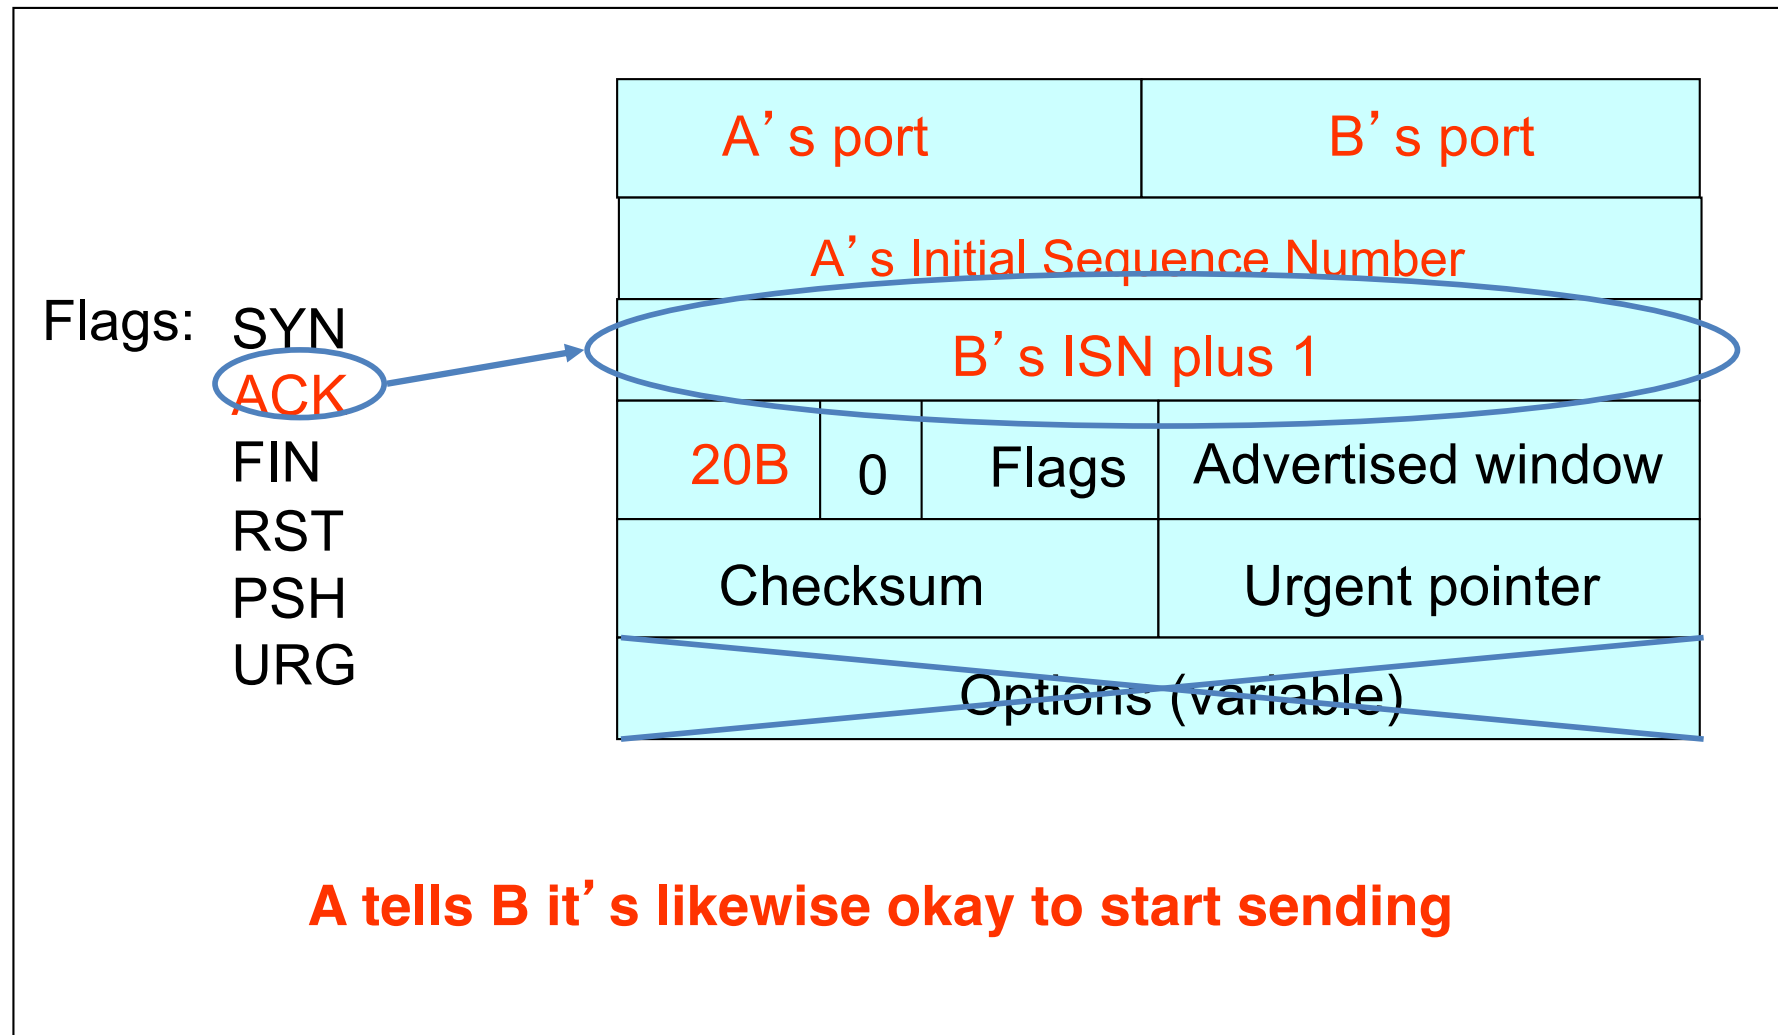 A’s port B’s port
A’s Initial Sequence Number
Flags: SYN
B’s ISN plus 1
ACK
FIN
20B 0 Flags Advertised window
RST
Checksum Urgent pointer
PSH
URG
Options (variable)
A tells B it’s likewise okay to start sending